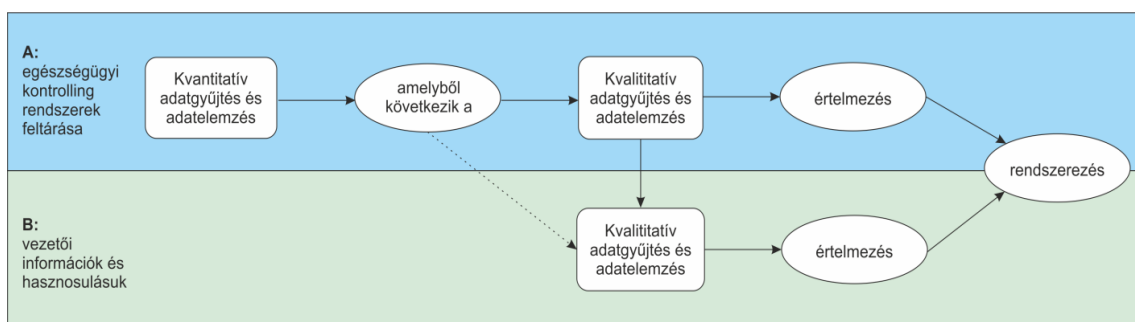 A:
egészségügyi
kontrolling
rendszerek
feltárása
Kvantitatív
adatgyűjtés és
adatelemzés
amelyből
következik a
Kvalititatív
adatgyűjtés és
adatelemzés
értelmezés
rendszerezés
B:
vezetői
információk és
hasznosulásuk
Kvalititatív
adatgyűjtés és
adatelemzés
értelmezés